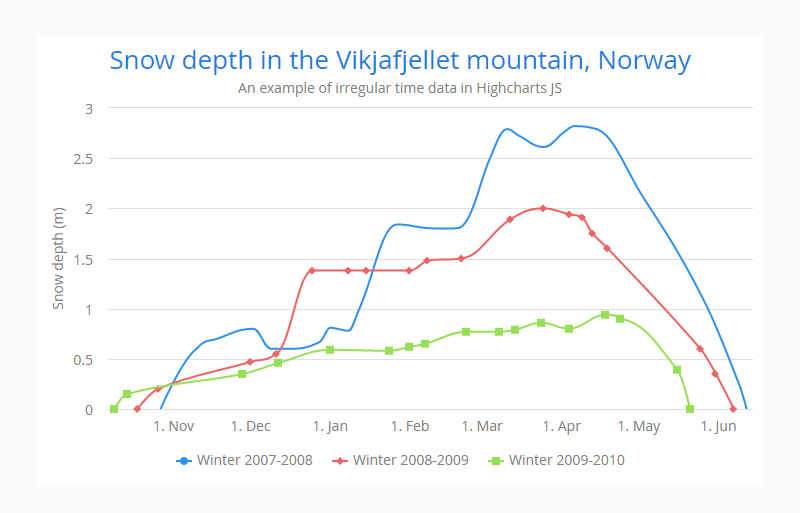 Snow depth in the Vikjafjellet mountain, Norway
An example of irregular time data in Highcharts JS
Snow depth (m)
3
2.5
2
1.5
1
0.5
0
1. Nov 1. Dec 1. Jan 1. Feb 1. Mar 1. Apr 1. May 1. Jun
Winter 2007-2008 Winter 2008-2009 Winter 2009-2010